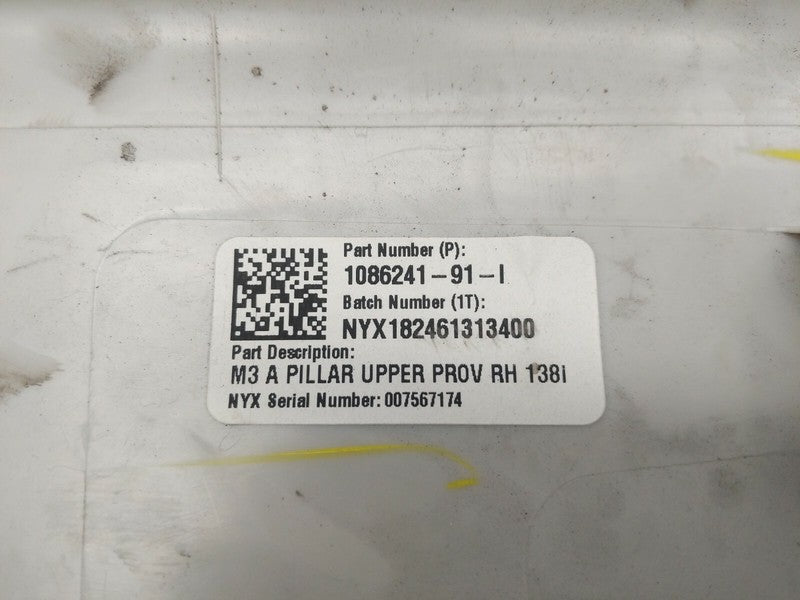 Part Number (P):
1086241-91-I
Batch Number (1T):
NYX182461313400
Part Description:
M3 A PILLAR UPPER PROV RH 138i
NYX Serial Number: 007567174